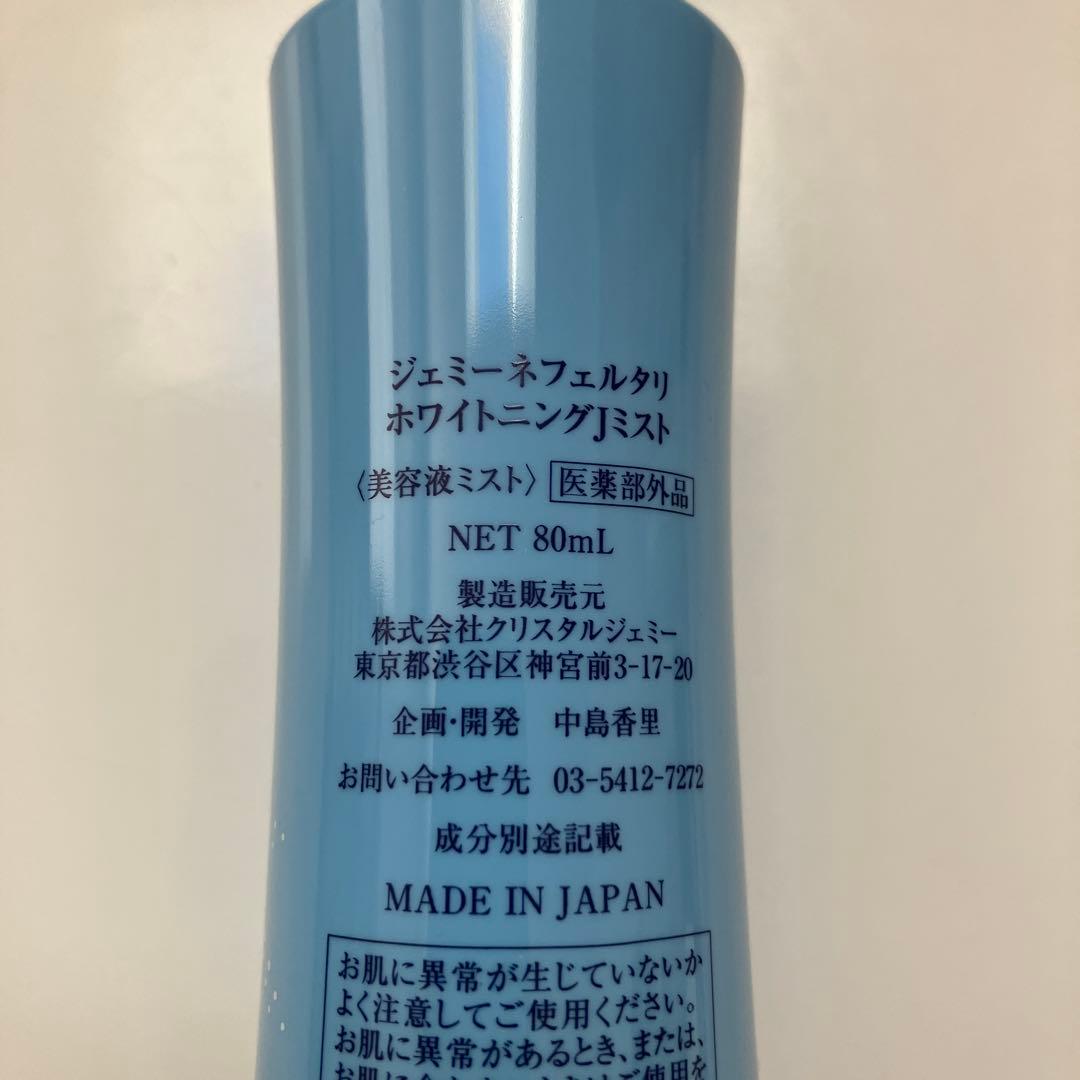 ジェミーネフェルタリ
ホワイトニングJミスト
〈美容液ミスト〉 医薬部外品
NET 80mL
製造販売元
株式会社クリスタルジェミー
東京都渋谷区神宮前3-17-20
企画・開発 中島香里
お問い合わせ先 03-5412-7272
成分別途記載
MADE IN JAPAN
お肌に異常が生じていないか
よく注意してご使用ください。
お肌に異常があるとき、または、